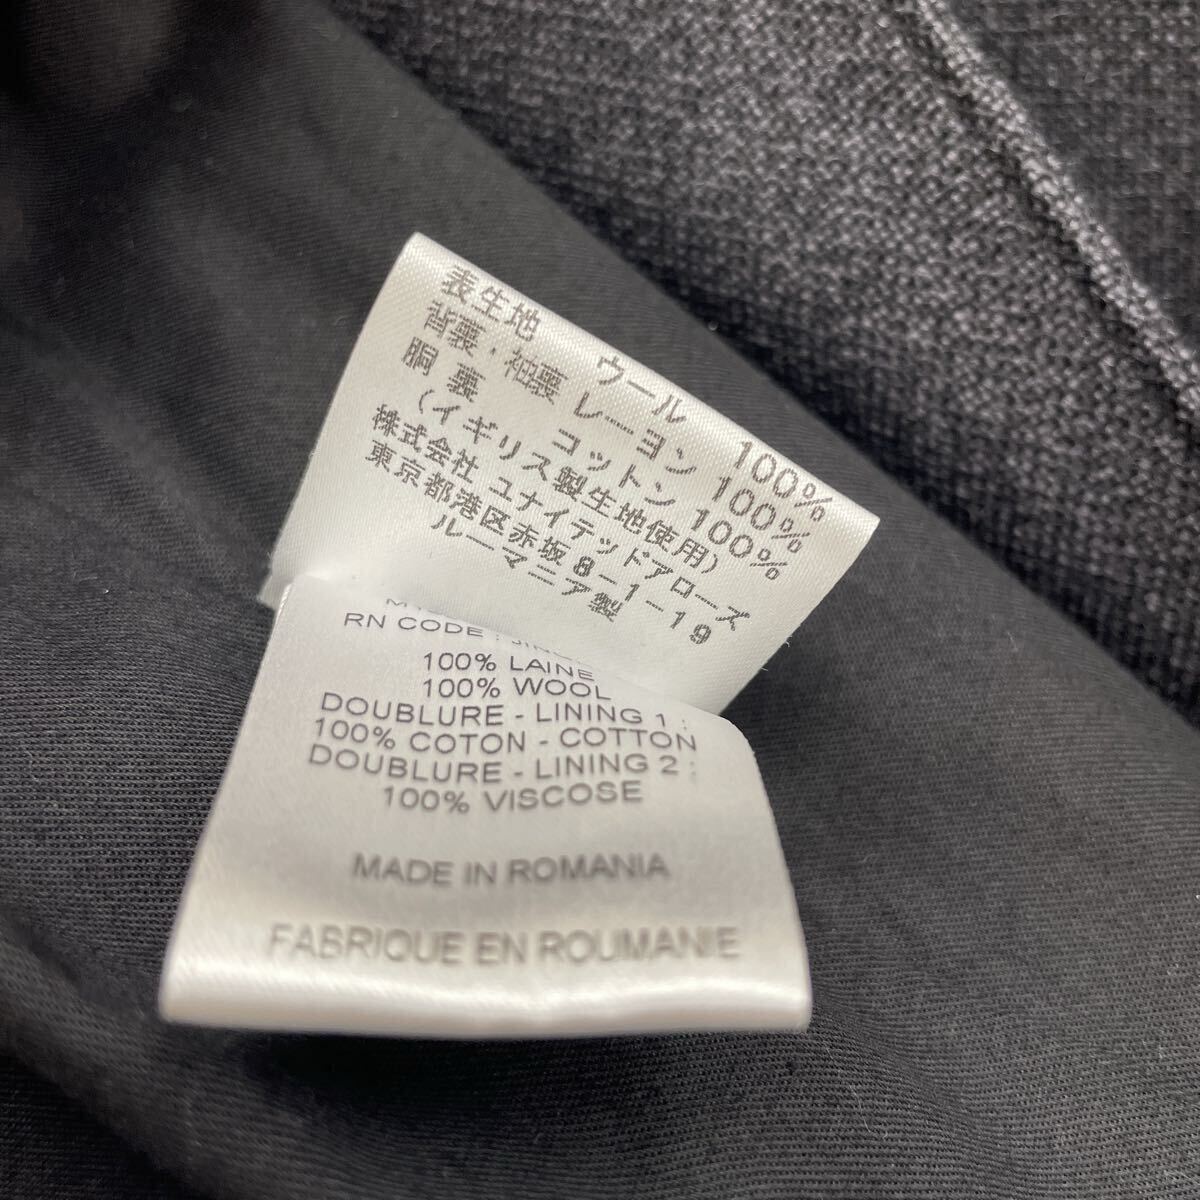 表生地 ウール 100%
背裏・袖裏 レーヨン 100%
胴裏 コットン 100%
(イギリス製生地使用)
株式会社 ユナイテッドアローズ
東京都港区赤坂8-1-19
ルーマニア製
RN CODE :
100% LAINE
100% WOOL
DOUBLURE - LINING 1 :
100% COTON - COTTON
DOUBLURE - LINING 2 :
100% VISCOSE
MADE IN ROMANIA
FABRIQUE EN ROUMANIE